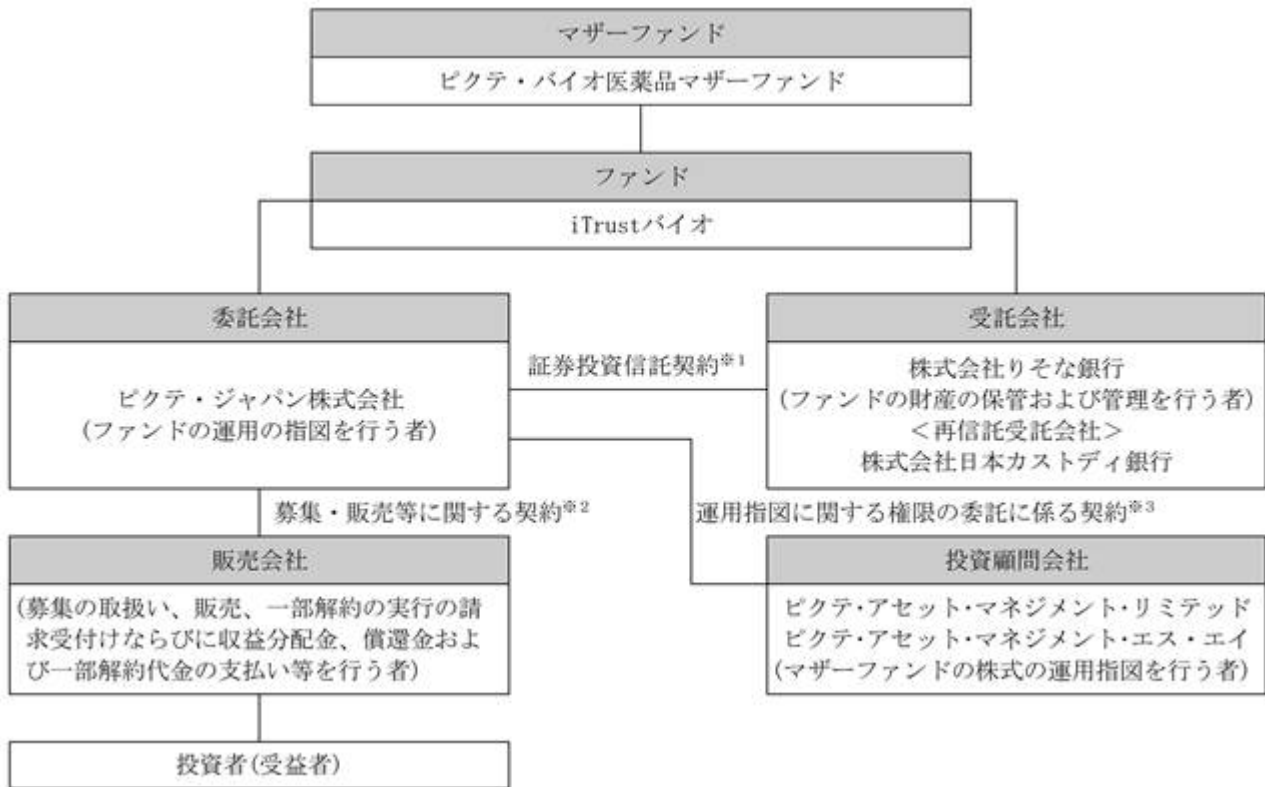 マザーファンド
ピクテ・バイオ医薬品マザーファンド
ファンド
iTrustバイオ
委託会社
ピクテ・ジャパン株式会社
(ファンドの運用の指図を行う者)
証券投資信託契約※1
受託会社
株式会社りそな銀行
(ファンドの財産の保管および管理を行う者)
<再信託受託会社>
株式会社日本カストディ銀行
募集・販売等に関する契約※2
運用指図に関する権限の委託に係る契約※3
販売会社
(募集の取扱い、販売、一部解約の実行の請
求受付けならびに収益分配金、償還金およ
び一部解約代金の支払い等を行う者)
投資顧問会社
ピクテ・アセット・マネジメント・リミテッド
ピクテ・アセット・マネジメント・エス・エイ
(マザーファンドの株式の運用指図を行う者)
投資者(受益者)